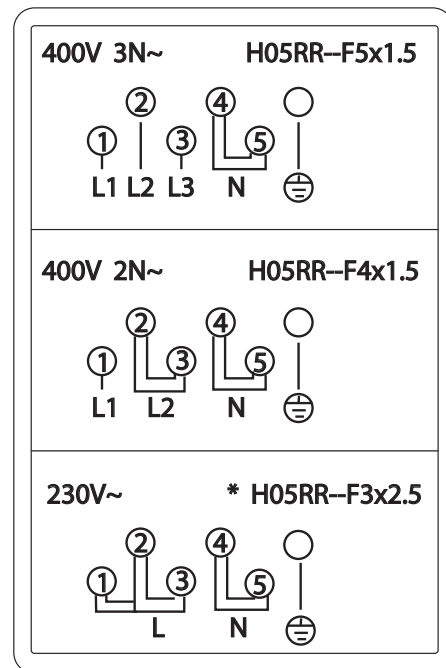 400V 3N~ H05RR--F5x1.5
2 4
1 3 5
L1 L2 L3 N
400V 2N~ H05RR--F4x1.5
2 4
1 3 5
L1 L2 N
230V~ * H05RR--F3x2.5
2 4
1 3 5
L N